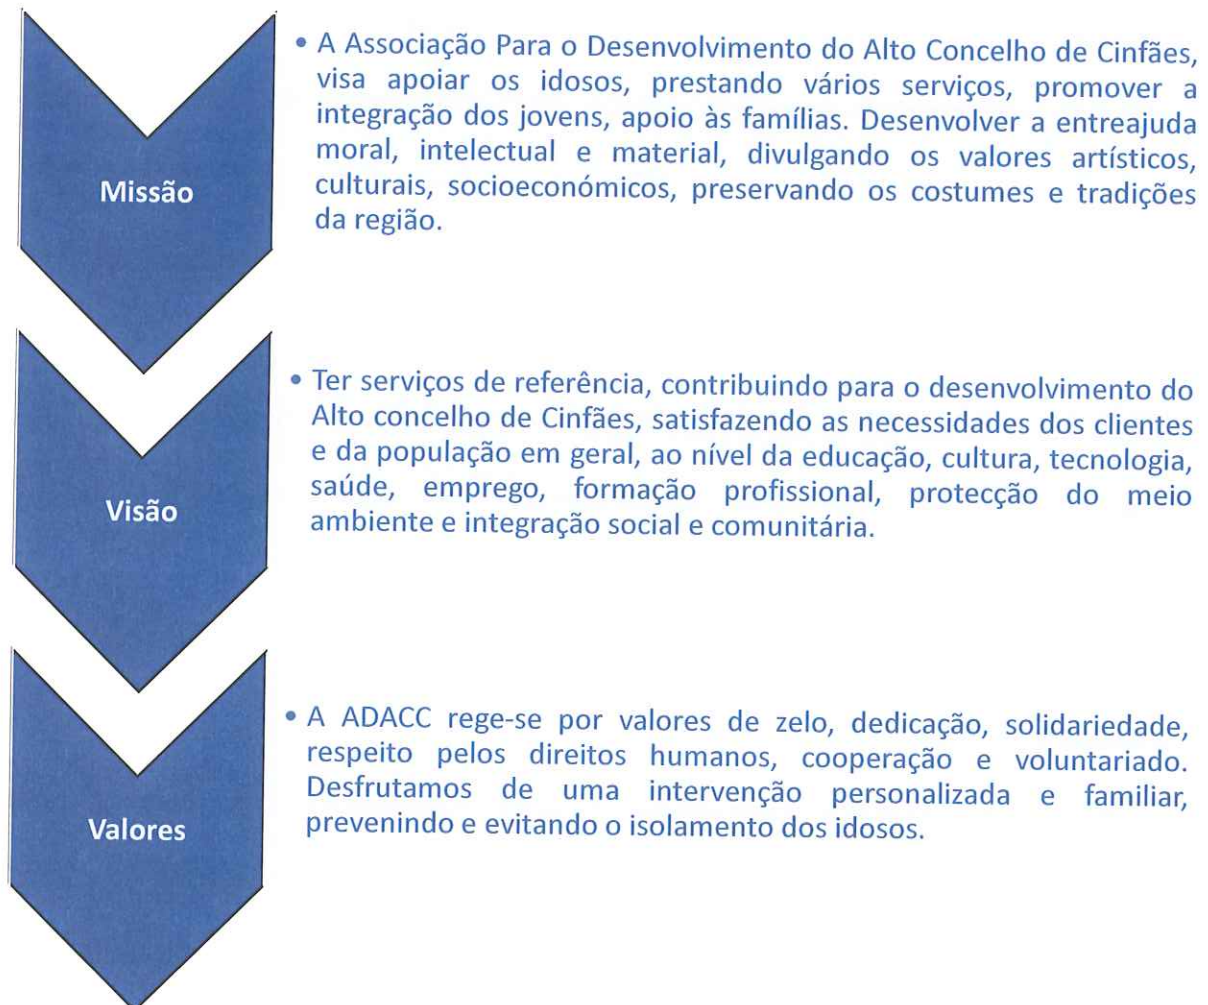 Missão
• A Associação Para o Desenvolvimento do Alto Concelho de Cinfães,
visa apoiar os idosos, prestando vários serviços, promover a
integração dos jovens, apoio às famílias. Desenvolver a entreajuda
moral, intelectual e material, divulgando os valores artísticos,
culturais, socioeconómicos, preservando os costumes e tradições
da região.
Visão
• Ter serviços de referência, contribuindo para o desenvolvimento do
Alto concelho de Cinfães, satisfazendo as necessidades dos clientes
e da população em geral, ao nível da educação, cultura, tecnologia,
saúde, emprego, formação profissional, protecção do meio
ambiente e integração social e comunitária.
Valores
• A ADACC rege-se por valores de zelo, dedicação, solidariedade,
respeito pelos direitos humanos, cooperação e voluntariado.
Desfrutamos de uma intervenção personalizada e familiar,
prevenindo e evitando o isolamento dos idosos.